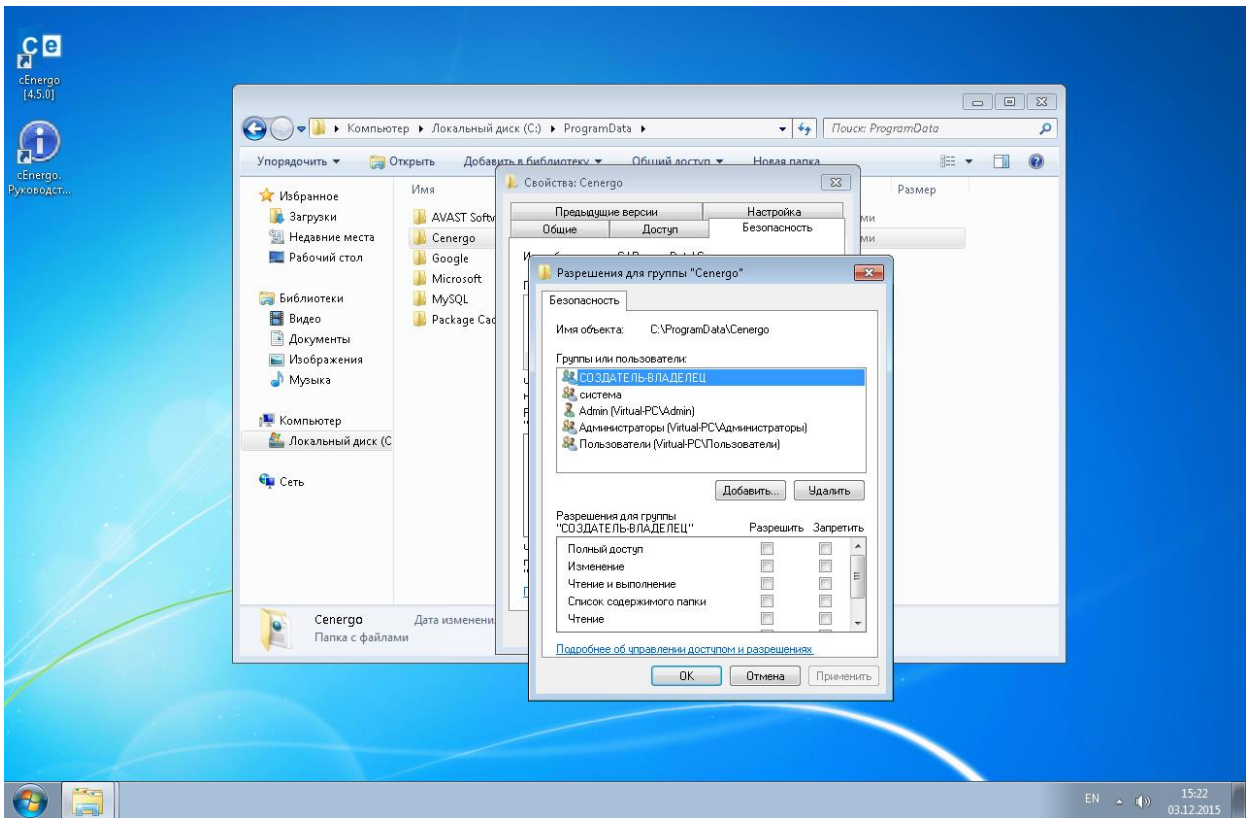 cEnergo
[4.5.0]
cEnergo.
Руководст...
Компьютер ▸ Локальный диск (C:) ▸ ProgramData ▸
Поиск: ProgramData
Упорядочить
Открыть
Добавить в библиотеку
Общий доступ
Новая папка
Избранное
Загрузки
Недавние места
Рабочий стол
Библиотеки
Видео
Документы
Изображения
Музыка
Компьютер
Локальный диск (C
Сеть
Имя
Размер
AVAST Softw
Cenergo
Google
Microsoft
MySQL
Package Cac
ми
ми
Свойства: Cenergo
Предыдущие версии
Настройка
Общие
Доступ
Безопасность
Разрешения для группы "Cenergo"
Безопасность
Имя объекта: C:\ProgramData\Cenergo
Группы или пользователи:
СОЗДАТЕЛЬ-ВЛАДЕЛЕЦ
система
Admin (Virtual-PC\Admin)
Администраторы (Virtual-PC\Администраторы)
Пользователи (Virtual-PC\Пользователи)
Добавить...
Удалить
Разрешения для группы
"СОЗДАТЕЛЬ-ВЛАДЕЛЕЦ"
Разрешить
Запретить
Полный доступ
Изменение
Чтение и выполнение
Список содержимого папки
Чтение
Подробнее об управлении доступом и разрешениях
ОК
Отмена
Применить
Cenergo
Дата изменени
Папка с файлами
EN
15:22
03.12.2015